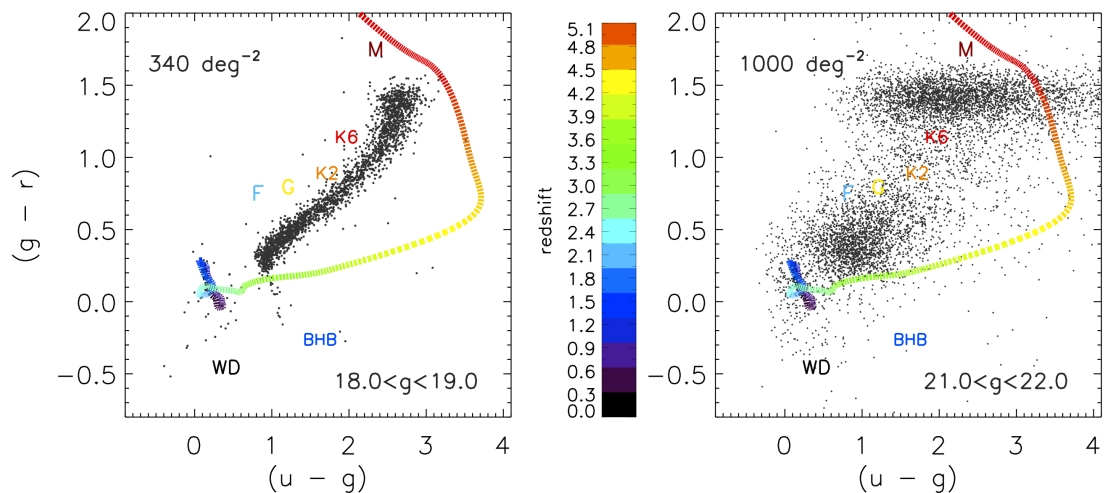 340 deg⁻²
M
K6
K2
G
F
BHB
WD
18.0<g<19.0
2.0
1.5
1.0
0.5
0.0
−0.5
(g − r)
0 1 2 3 4
(u − g)
redshift
5.1
4.8
4.5
4.2
3.9
3.6
3.3
3.0
2.7
2.4
2.1
1.8
1.5
1.2
0.9
0.6
0.3
0.0
1000 deg⁻²
M
K6
K2
G
F
BHB
WD
21.0<g<22.0
2.0
1.5
1.0
0.5
0.0
−0.5
0 1 2 3 4
(u − g)